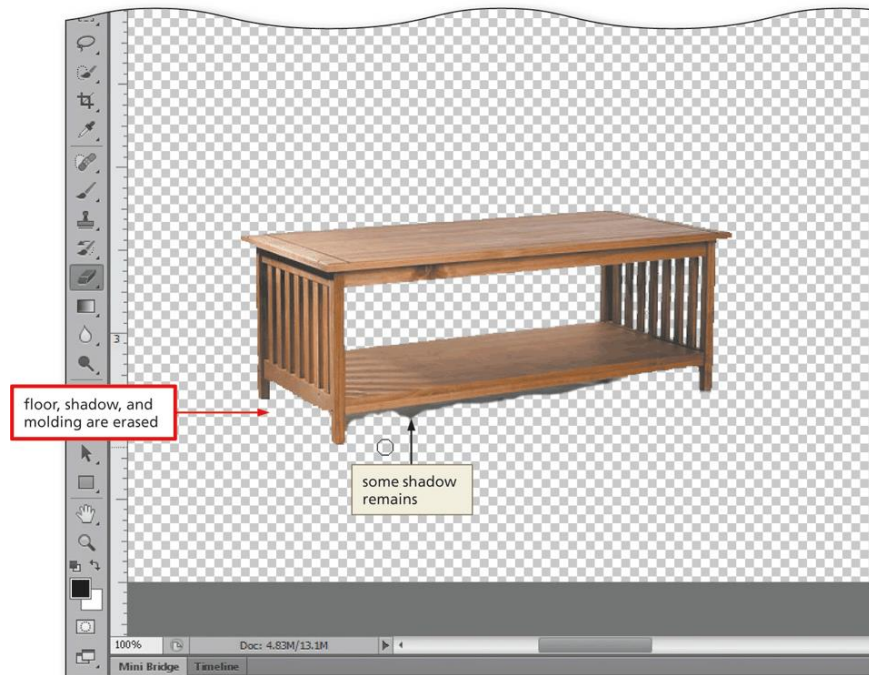 3
floor, shadow, and
molding are erased
some shadow
remains
100%
Doc: 4.83M/13.1M
Mini Bridge
Timeline